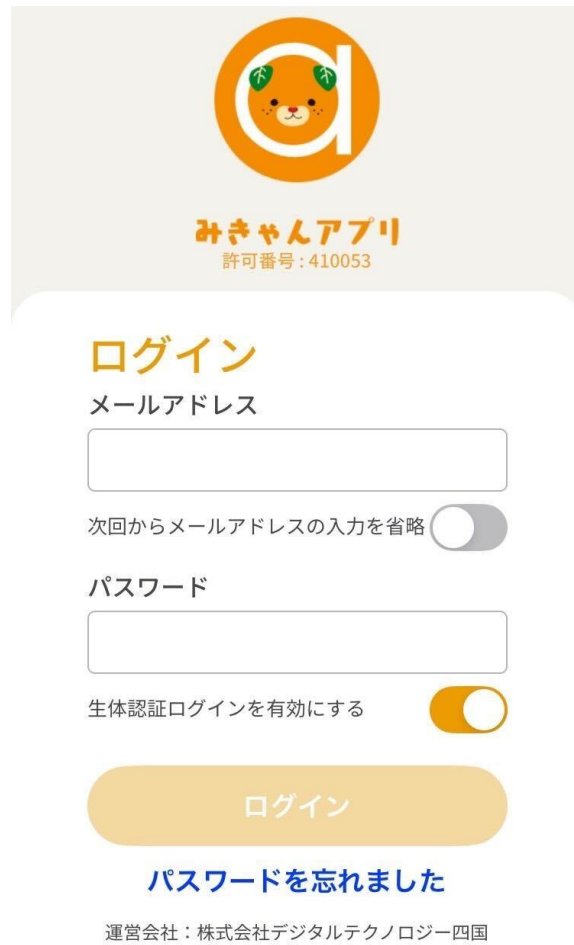 みきゃんアプリ
許可番号:410053
ログイン
メールアドレス
次回からメールアドレスの入力を省略
パスワード
生体認証ログインを有効にする
ログイン
パスワードを忘れました
運営会社：株式会社デジタルテクノロジー四国